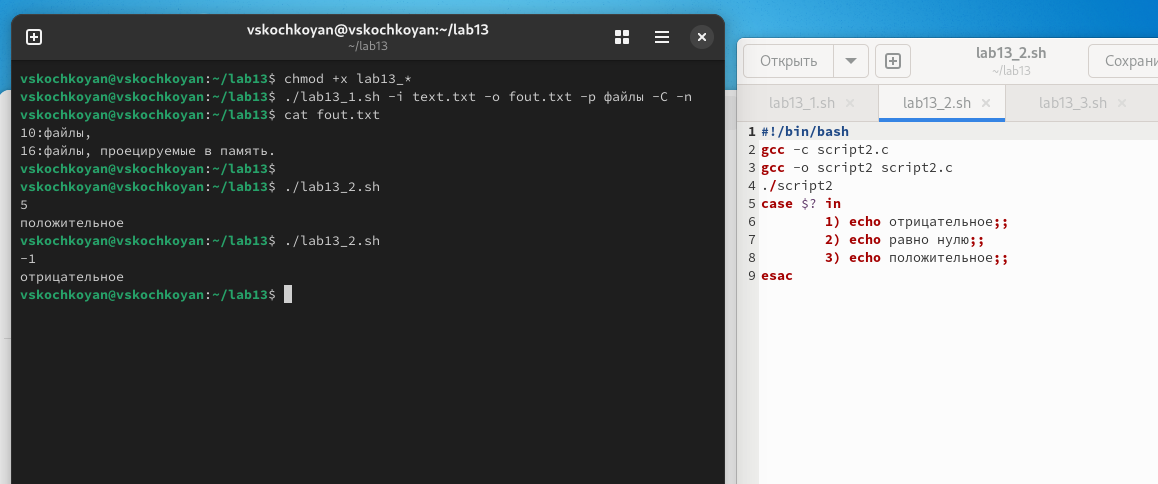 vskochkoyan@vskochkoyan:~/lab13
~/lab13
vskochkoyan@vskochkoyan:~/lab13$ chmod +x lab13_*
vskochkoyan@vskochkoyan:~/lab13$ ./lab13_1.sh -i text.txt -o fout.txt -p файлы -C -n
vskochkoyan@vskochkoyan:~/lab13$ cat fout.txt
10:файлы,
16:файлы, проецируемые в память.
vskochkoyan@vskochkoyan:~/lab13$
vskochkoyan@vskochkoyan:~/lab13$ ./lab13_2.sh
5
положительное
vskochkoyan@vskochkoyan:~/lab13$ ./lab13_2.sh
-1
отрицательное
vskochkoyan@vskochkoyan:~/lab13$
Открыть
lab13_2.sh
~/lab13
Сохрани
lab13_1.sh
lab13_2.sh
lab13_3.sh
1 #!/bin/bash
2 gcc -c script2.c
3 gcc -o script2 script2.c
4 ./script2
5 case $? in
6 1) echo отрицательное;;
7 2) echo равно нулю;;
8 3) echo положительное;;
9 esac